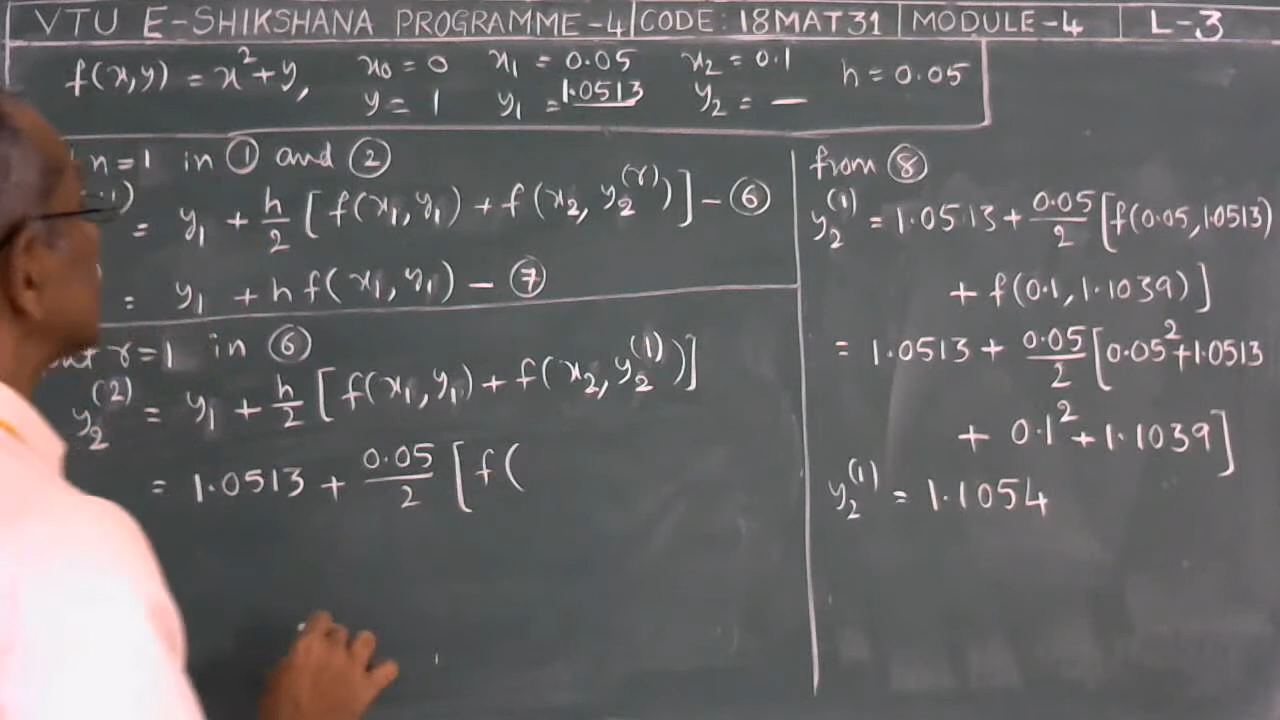 VTU E-SHIKSHANA PROGRAMME-4 | CODE: 18MAT31 | MODULE-4 | L-3
f(x,y) = x²+y, x₀ = 0 x₁ = 0.05 x₂ = 0.1 h = 0.05
y = 1 y₁ = 1.0513 y₂ = —
n=1 in ① and ②
= y₁ + h/2 [f(x₁,y₁) + f(x₂, y₂^(r))] - ⑥
= y₁ + h f(x₁,y₁) - ⑦
r=1 in ⑥
y₂^(2) = y₁ + h/2 [f(x₁,y₁) + f(x₂,y₂^(1))]
= 1.0513 + 0.05/2 [f(
from ⑧
y₂^(1) = 1.0513 + 0.05/2 [f(0.05,1.0513)
+ f(0.1,1.1039)]
= 1.0513 + 0.05/2 [0.05²+1.0513
+ 0.1²+1.1039]
y₂^(1) = 1.1054